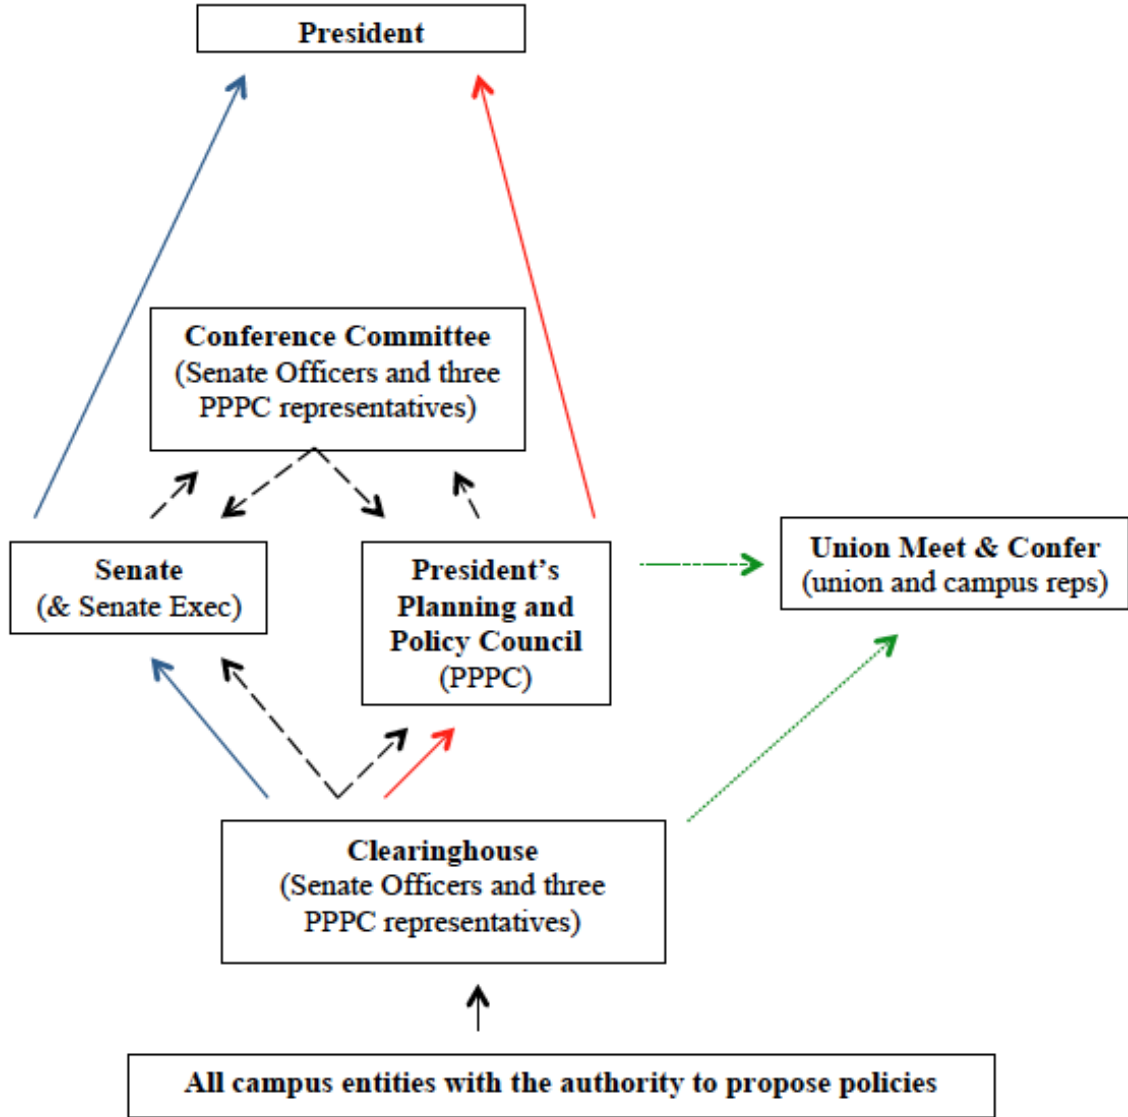 President
Conference Committee
(Senate Officers and three
PPPC representatives)
Senate
(& Senate Exec)
President’s
Planning and
Policy Council
(PPPC)
Union Meet & Confer
(union and campus reps)
Clearinghouse
(Senate Officers and three
PPPC representatives)
All campus entities with the authority to propose policies